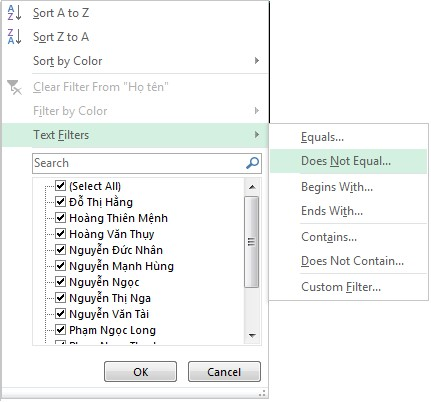 Sort A to Z
Sort Z to A
Sort by Color
Clear Filter From "Họ tên"
Filter by Color
Text Filters
Search
(Select All)
Đỗ Thị Hằng
Hoàng Thiên Mệnh
Hoàng Văn Thụy
Nguyễn Đức Nhân
Nguyễn Mạnh Hùng
Nguyễn Ngọc
Nguyễn Thị Nga
Nguyễn Văn Tài
Phạm Ngọc Long
OK
Cancel
Equals...
Does Not Equal...
Begins With...
Ends With...
Contains...
Does Not Contain...
Custom Filter...